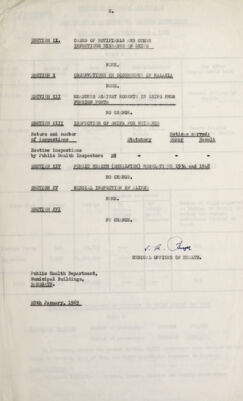 2.
SECTION IX. CASES OF NOTIFIABLE AND OTHER
INFECTIOUS DISEASES ON SHIPS
NONE.
SECTION X OBSERVATIONS ON OCCURRENCE OF MALARIA
NONE.
SECTION XII MEASURES AGAINST RODENTS IN SHIPS FROM
FOREIGN PORTS
NO CHANGE.
SECTION XIII INSPECTION OF SHIPS FOR NUISANCES
Nature and number Notices served:
of inspections Statutory Other Result
Routine inspections
by Public Health Inspectors 28 - - -
SECTION XIV PUBLIC HEALTH (SHELLFISH) REGULATIONS 1934 and 1948
NO CHANGE.
SECTION XV MEDICAL INSPECTION OF ALIENS
NONE.
SECTION XVI
NO CHANGE.
MEDICAL OFFICER OF HEALTH.
Public Health Department,
Municipal Buildings,
January, 1962